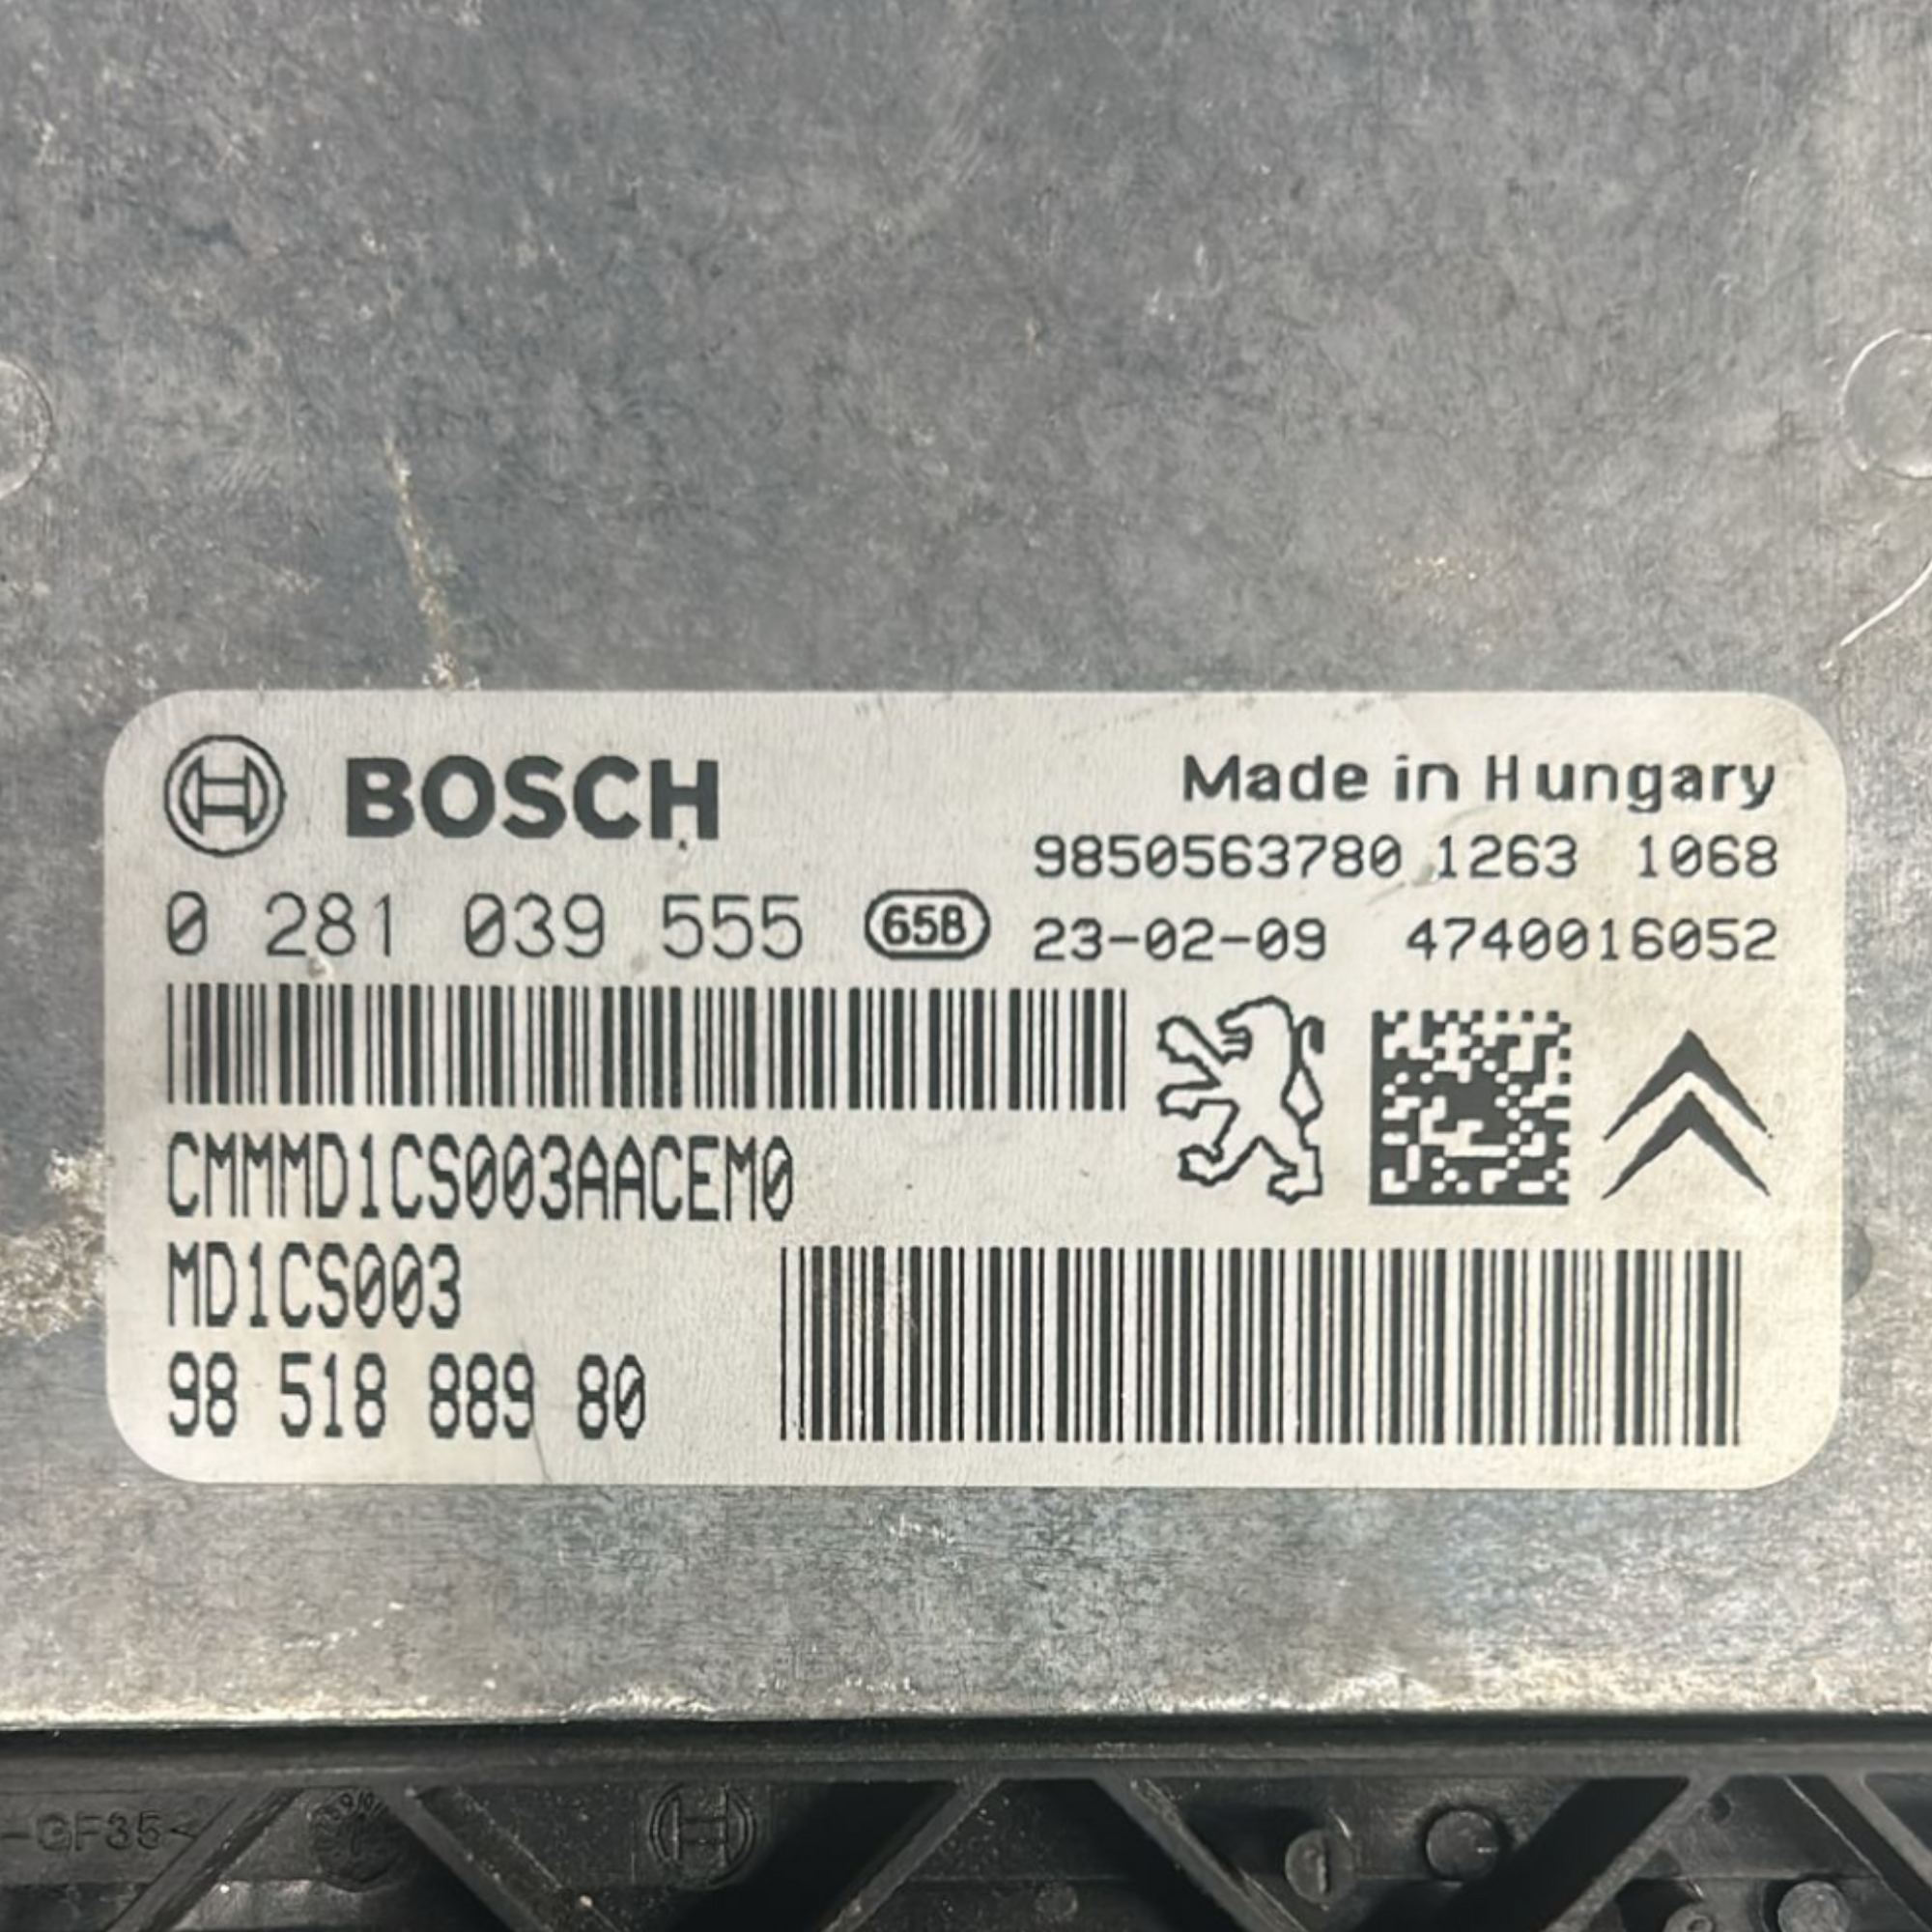 BOSCH
Made in Hungary
9850563780 1263 1068
0 281 039 555 65B 23-02-09 4740016052
CMMMD1CS003AACEM0
MD1CS003
98 518 889 80
-GF35<